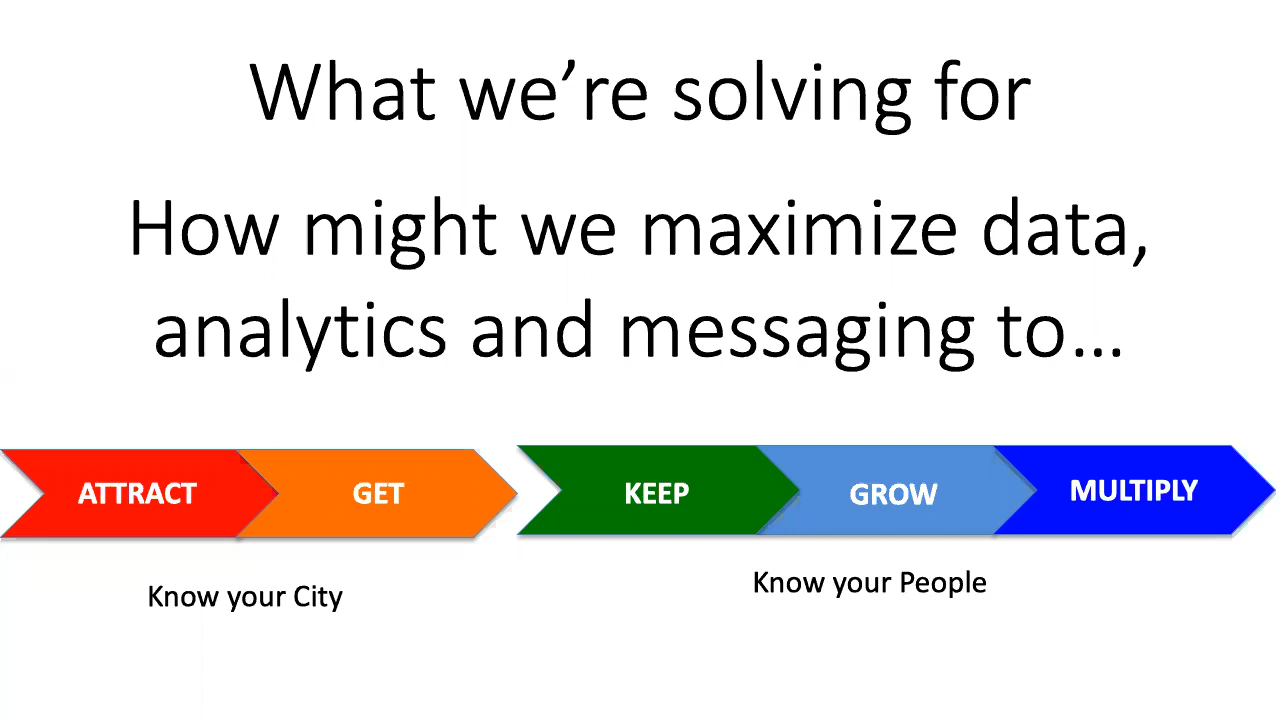 What we’re solving for
How might we maximize data,
analytics and messaging to…
ATTRACT
GET
KEEP
GROW
MULTIPLY
Know your City
Know your People